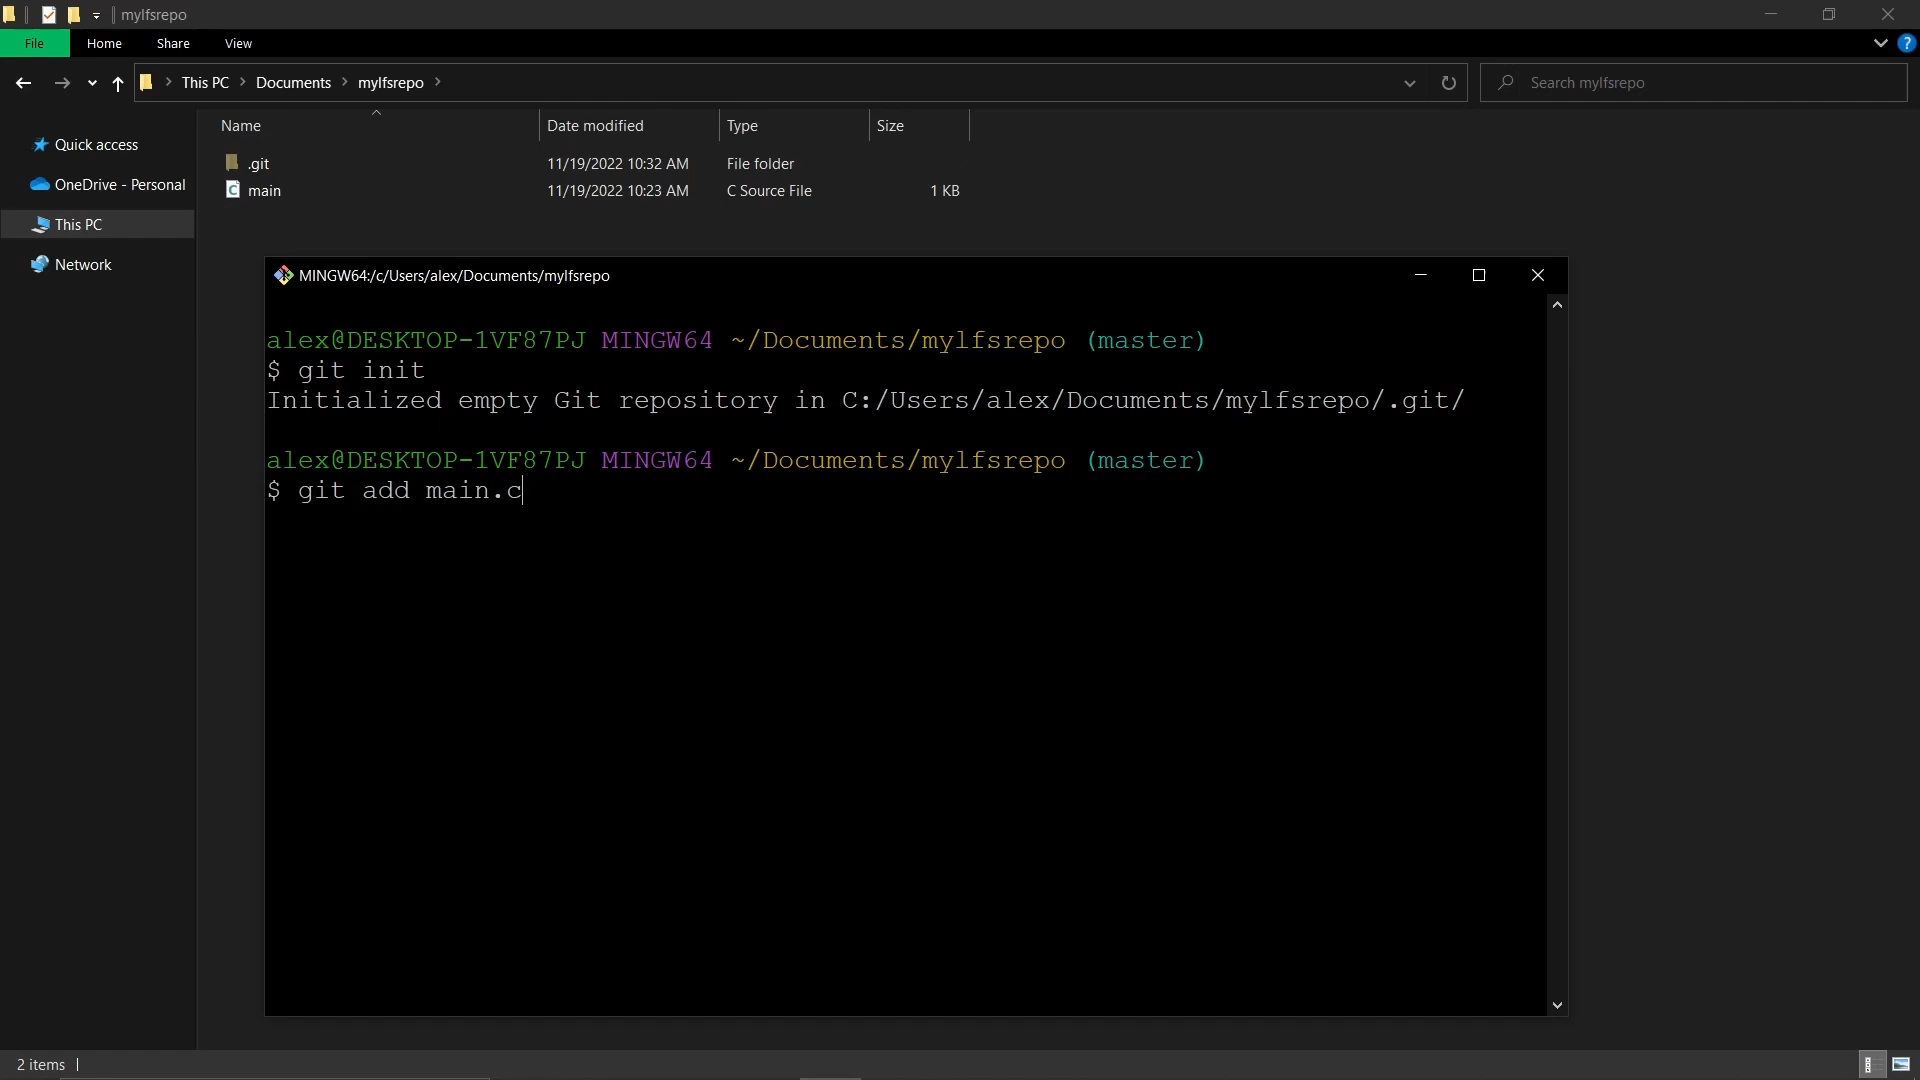 mylfsrepo
File Home Share View
This PC Documents mylfsrepo
Search mylfsrepo
Name Date modified Type Size
Quick access
OneDrive - Personal
This PC
Network
.git 11/19/2022 10:32 AM File folder
main 11/19/2022 10:23 AM C Source File 1 KB
MINGW64:/c/Users/alex/Documents/mylfsrepo
alex@DESKTOP-1VF87PJ MINGW64 ~/Documents/mylfsrepo (master)
$ git init
Initialized empty Git repository in C:/Users/alex/Documents/mylfsrepo/.git/
alex@DESKTOP-1VF87PJ MINGW64 ~/Documents/mylfsrepo (master)
$ git add main.c
2 items